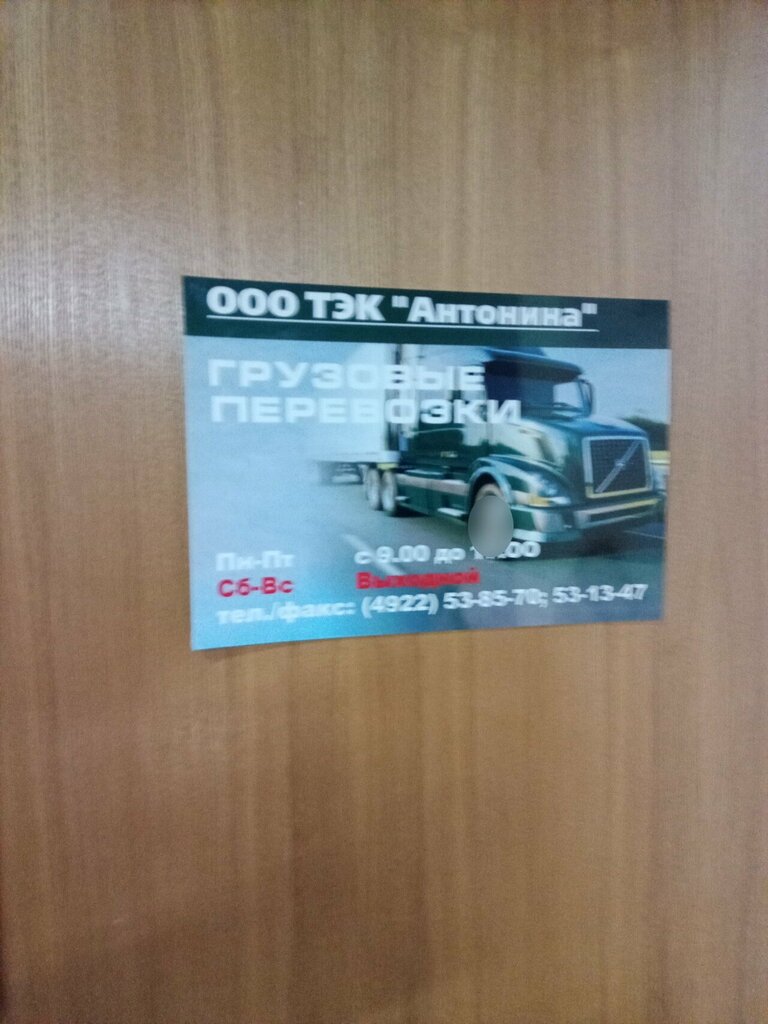 ООО ТЭК "Антонина"
ГРУЗОВЫЕ
ПЕРЕВОЗКИ
Пн-Пт с 9.00 до
Сб-Вс Выходной
тел./факс: (4922) 53-85-70; 53-13-47